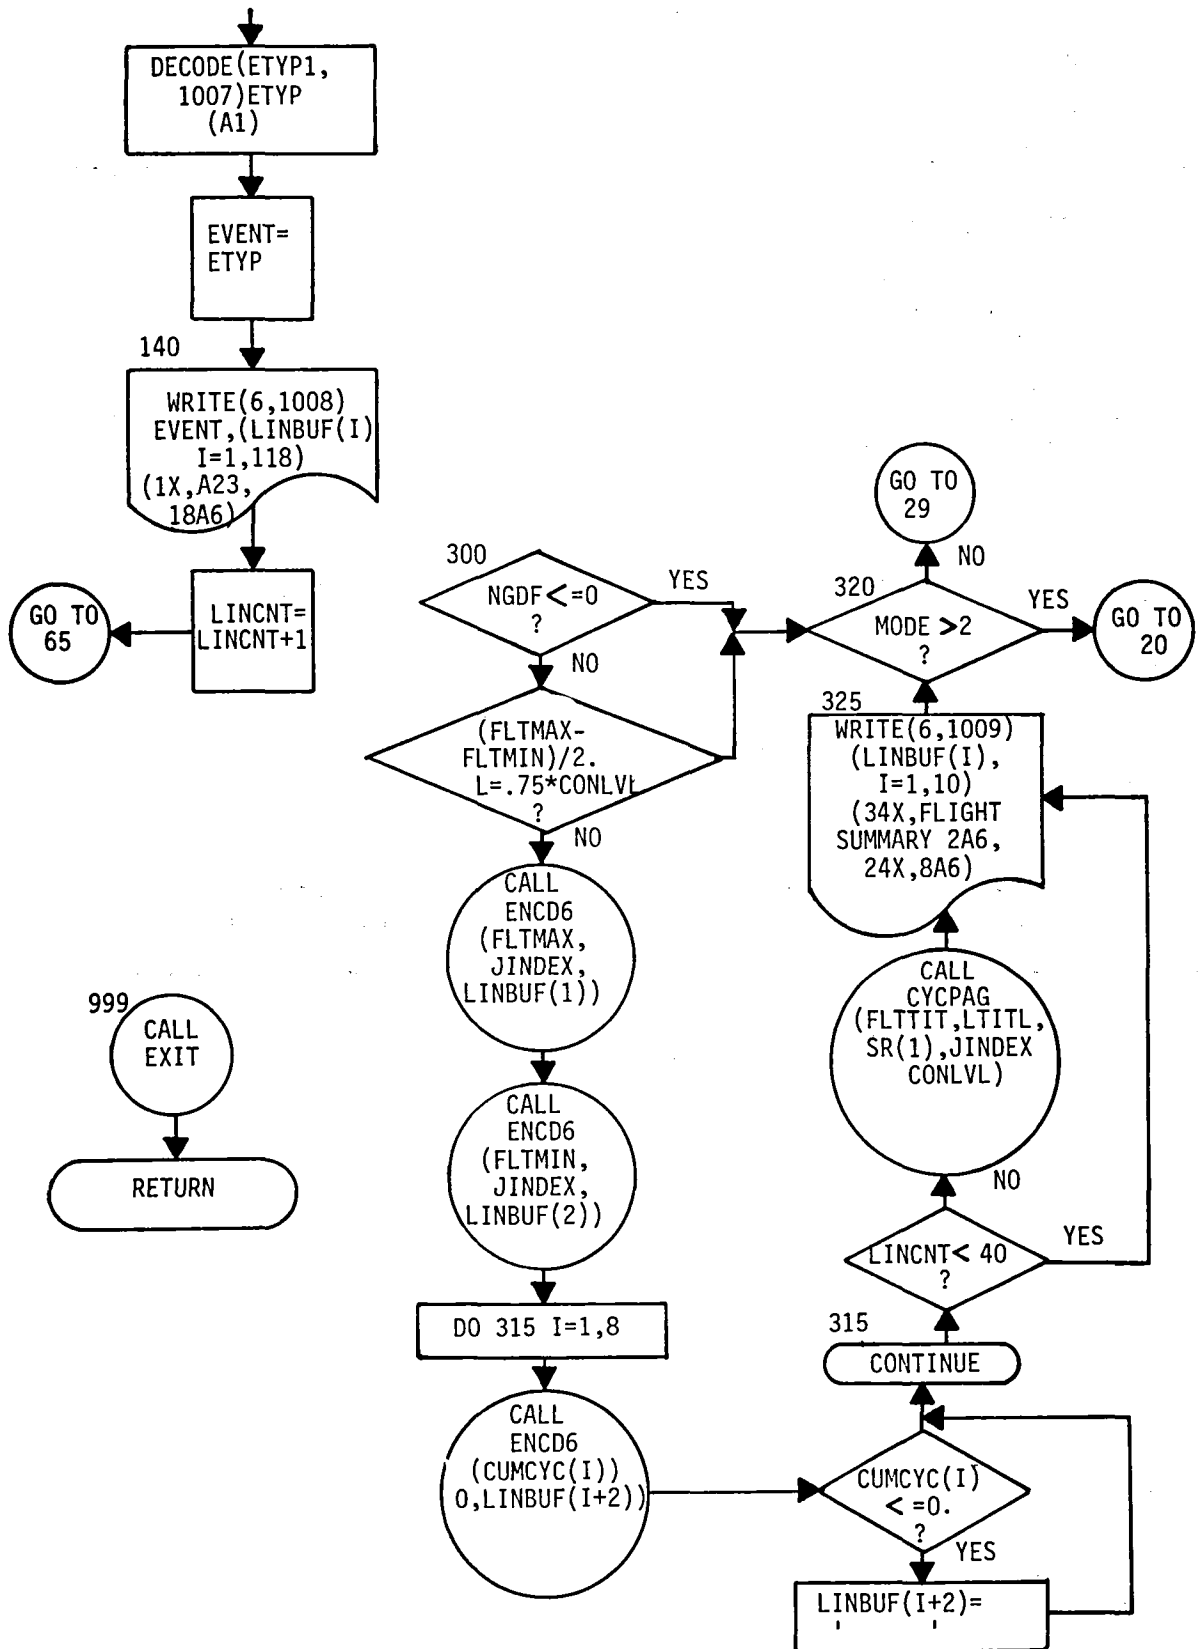 DECODE(ETYP1,
1007)ETYP
(A1)
EVENT=
ETYP
140
WRITE(6,1008)
EVENT,(LINBUF(I)
I=1,118)
(1X,A23,
18A6)
LINCNT=
LINCNT+1
GO TO
65
999
CALL
EXIT
RETURN
300
NGDF<=0
?
YES
NO
(FLTMAX-
FLTMIN)/2.
L=.75*CONLVL
?
NO
CALL
ENCD6
(FLTMAX,
JINDEX,
LINBUF(1))
CALL
ENCD6
(FLTMIN,
JINDEX,
LINBUF(2))
DO 315 I=1,8
CALL
ENCD6
(CUMCYC(I))
0,LINBUF(I+2))
GO TO
29
NO
320
MODE >2
?
YES
GO TO
20
325
WRITE(6,1009)
(LINBUF(I),
I=1,10)
(34X,FLIGHT
SUMMARY 2A6,
24X,8A6)
CALL
CYCPAG
(FLTTIT,LTITL,
SR(1),JINDEX
CONLVL)
NO
LINCNT< 40
?
YES
315
CONTINUE
CUMCYC(I)
<=0.
?
YES
LINBUF(I+2)=
' '